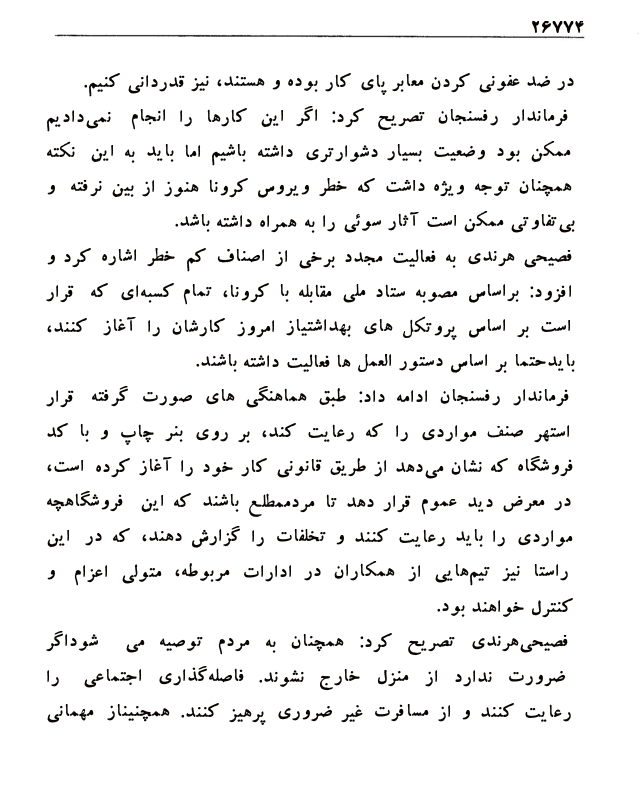 ۲۶۷۷۴
در ضد عفونی کردن معابر پای کار بوده و هستند، نیز قدردانی کنیم.
فرماندار رفسنجان تصریح کرد: اگر این کارها را انجام نمی‌دادیم
ممکن بود وضعیت بسیار دشوارتری داشته باشیم اما باید به این نکته
همچنان توجه ویژه داشت که خطر ویروس کرونا هنوز از بین نرفته و
بی‌تفاوتی ممکن است آثار سوئی را به همراه داشته باشد.
فصیحی هرندی به فعالیت مجدد برخی از اصناف کم خطر اشاره کرد و
افزود: براساس مصوبه ستاد ملی مقابله با کرونا، تمام کسبه‌ای که قرار
است بر اساس پروتکل های بهداشتیاز امروز کارشان را آغاز کنند،
بایدحتما بر اساس دستور العمل ها فعالیت داشته باشند.
فرماندار رفسنجان ادامه داد: طبق هماهنگی های صورت گرفته قرار
استهر صنف مواردی را که رعایت کند، بر روی بنر چاپ و با کد
فروشگاه که نشان می‌دهد از طریق قانونی کار خود را آغاز کرده است،
در معرض دید عموم قرار دهد تا مردممطلع باشند که این فروشگاهچه
مواردی را باید رعایت کنند و تخلفات را گزارش دهند، که در این
راستا نیز تیم‌هایی از همکاران در ادارات مربوطه، متولی اعزام و
کنترل خواهند بود.
فصیحی‌هرندی تصریح کرد: همچنان به مردم توصیه می شوداگر
ضرورت ندارد از منزل خارج نشوند. فاصله‌گذاری اجتماعی را
رعایت کنند و از مسافرت غیر ضروری پرهیز کنند. همچنیناز مهمانی